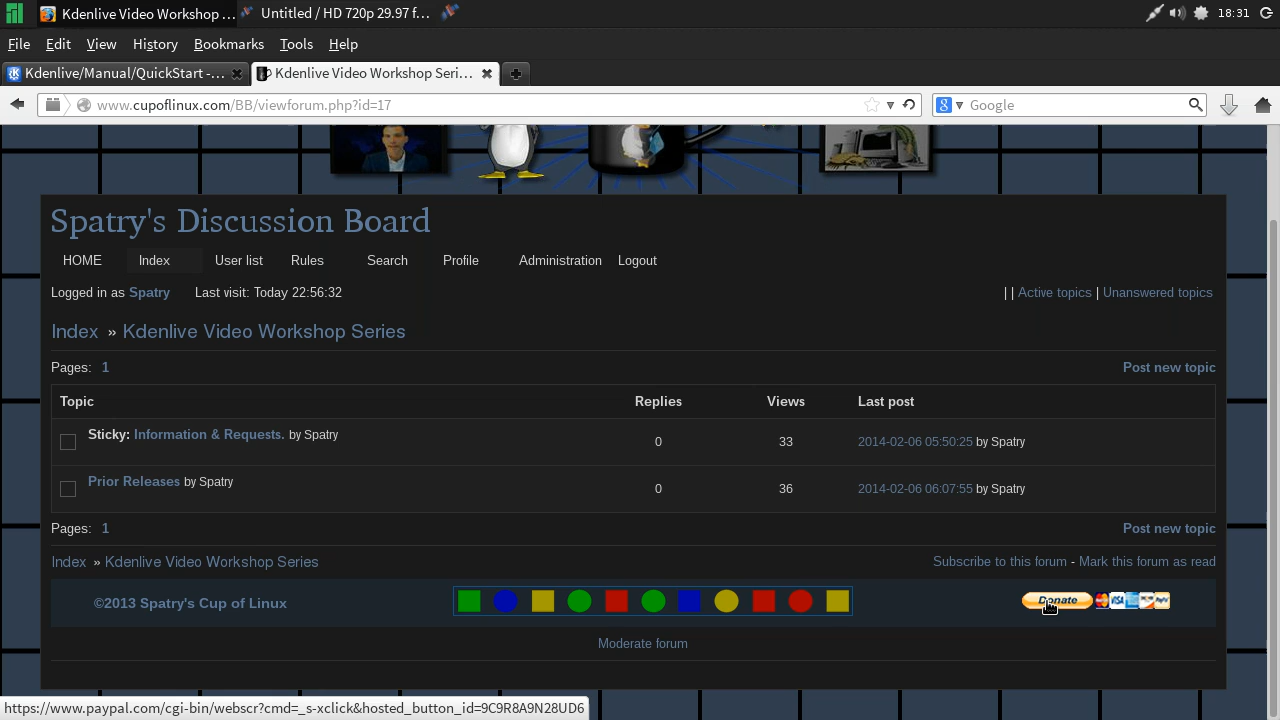 Kdenlive Video Workshop ... Untitled / HD 720p 29.97 f... 18:31
File Edit View History Bookmarks Tools Help
Kdenlive/Manual/QuickStart -... Kdenlive Video Workshop Seri...
www.cupoflinux.com/BB/viewforum.php?id=17 Google
Spatry's Discussion Board
HOME Index User list Rules Search Profile Administration Logout
Logged in as Spatry Last visit: Today 22:56:32 | | Active topics | Unanswered topics
Index » Kdenlive Video Workshop Series
Pages: 1 Post new topic
Topic Replies Views Last post
Sticky: Information & Requests. by Spatry 0 33 2014-02-06 05:50:25 by Spatry
Prior Releases by Spatry 0 36 2014-02-06 06:07:55 by Spatry
Pages: 1 Post new topic
Index » Kdenlive Video Workshop Series Subscribe to this forum - Mark this forum as read
©2013 Spatry's Cup of Linux Donate
Moderate forum
https://www.paypal.com/cgi-bin/webscr?cmd=_s-xclick&hosted_button_id=9C9R8A9N28UD6